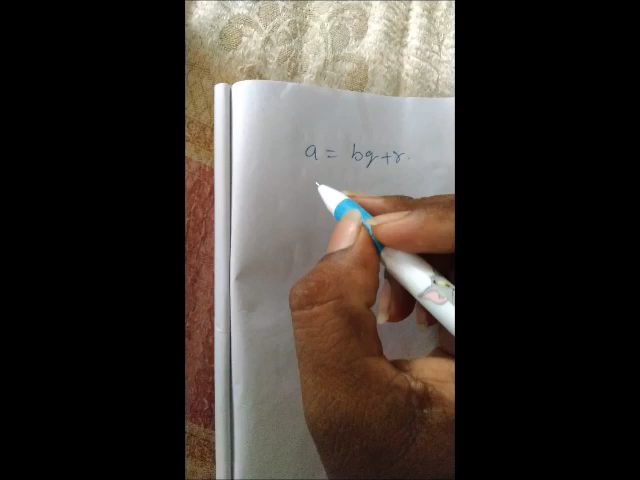 a = bq + r.